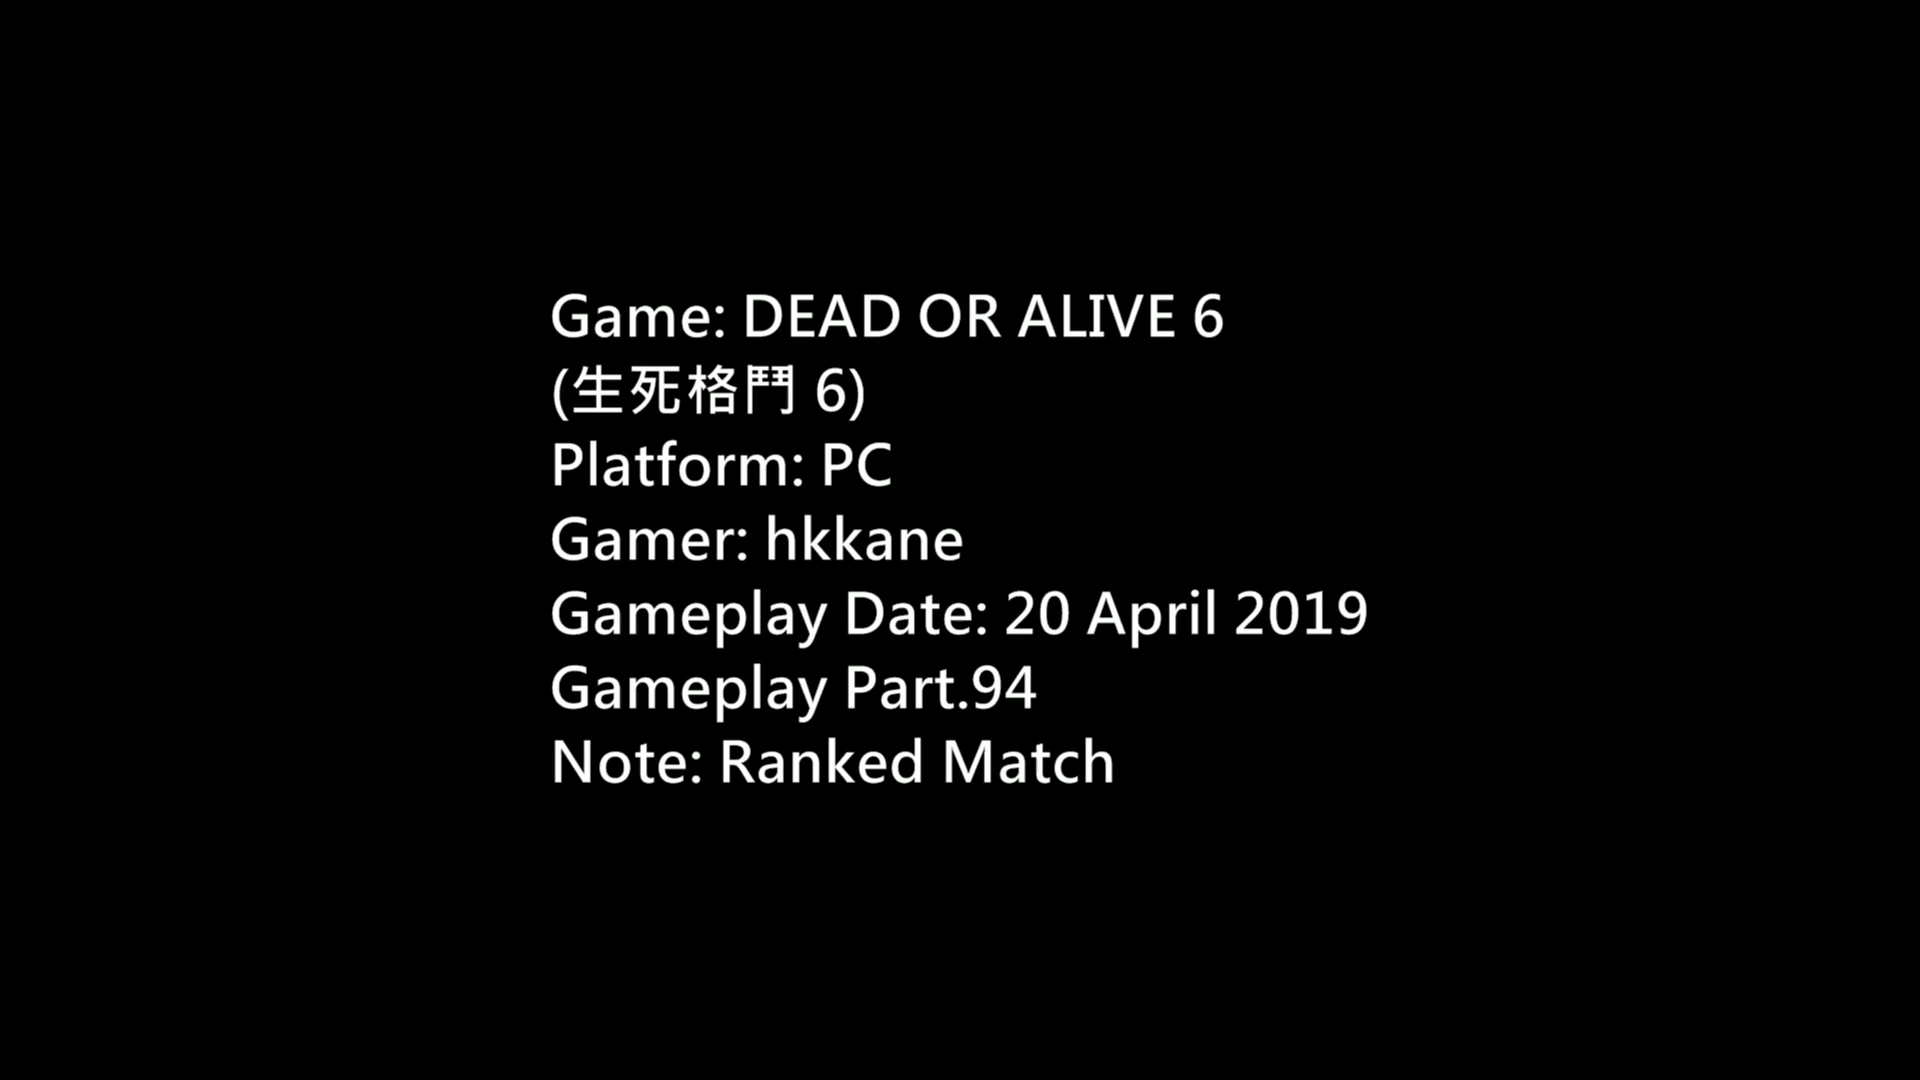 Game: DEAD OR ALIVE 6
(生死格鬥 6)
Platform: PC
Gamer: hkkane
Gameplay Date: 20 April 2019
Gameplay Part.94
Note: Ranked Match